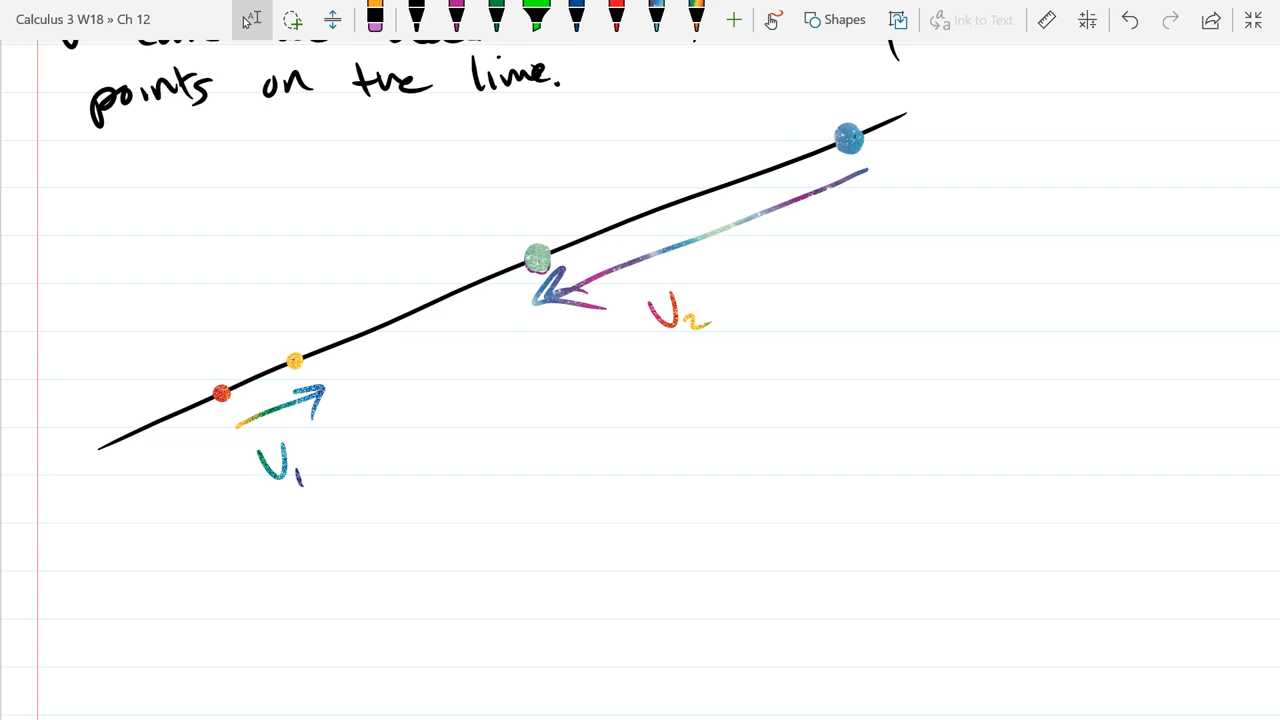 Calculus 3 W18 » Ch 12
Shapes
Ink to Text
points on the line.
V2
V1